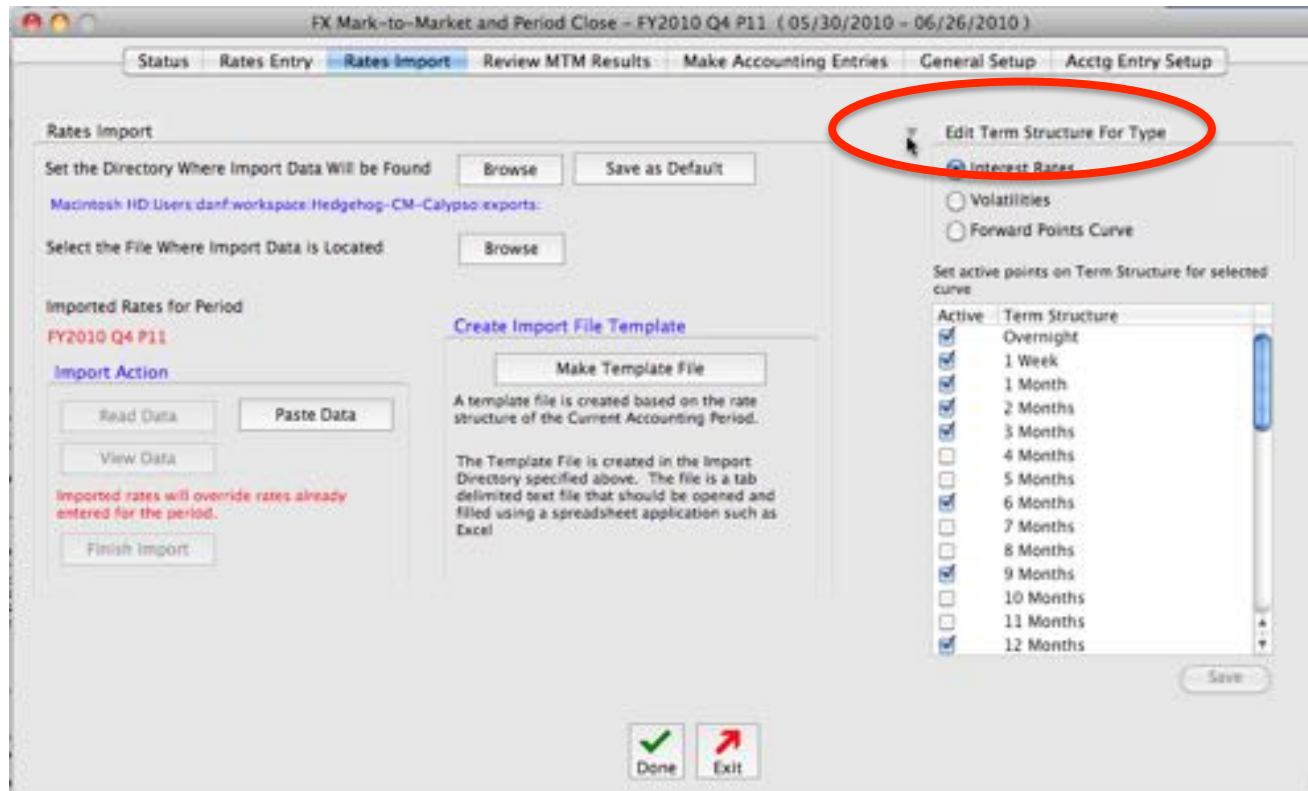 FX Mark-to-Market and Period Close - FY2010 Q4 P11 ( 05/30/2010 - 06/26/2010 )
Status Rates Entry Rates Import Review MTM Results Make Accounting Entries General Setup Acctg Entry Setup
Rates Import
Set the Directory Where Import Data Will be Found Browse Save as Default
Macintosh HD:Users:danf:workspace:Hedgehog-CM-Calypso:exports:
Select the File Where Import Data is Located Browse
Imported Rates for Period
FY2010 Q4 P11
Import Action
Read Data Paste Data
View Data
Imported rates will override rates already
entered for the period.
Finish Import
Create Import File Template
Make Template File
A template file is created based on the rate
structure of the Current Accounting Period.
The Template File is created in the Import
Directory specified above. The file is a tab
delimited text file that should be opened and
filled using a spreadsheet application such as
Excel
Edit Term Structure For Type
Interest Rates
Volatilities
Forward Points Curve
Set active points on Term Structure for selected
curve
Active Term Structure
Overnight
1 Week
1 Month
2 Months
3 Months
4 Months
5 Months
6 Months
7 Months
8 Months
9 Months
10 Months
11 Months
12 Months
Save
Done Exit